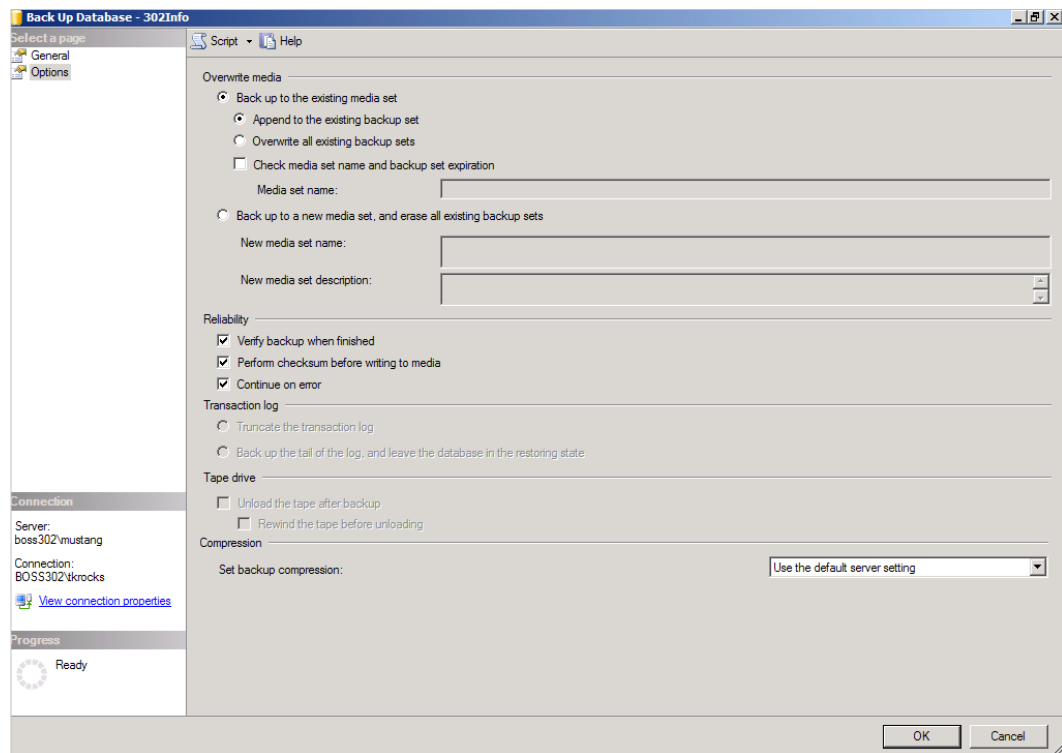 Back Up Database - 302Info
Select a page
General
Options
Script
Help
Overwrite media
Back up to the existing media set
Append to the existing backup set
Overwrite all existing backup sets
Check media set name and backup set expiration
Media set name:
Back up to a new media set, and erase all existing backup sets
New media set name:
New media set description:
Reliability
Verify backup when finished
Perform checksum before writing to media
Continue on error
Transaction log
Truncate the transaction log
Back up the tail of the log, and leave the database in the restoring state
Tape drive
Unload the tape after backup
Rewind the tape before unloading
Compression
Set backup compression:
Use the default server setting
Connection
Server:
boss302\mustang
Connection:
BOSS302\tkrocks
View connection properties
Progress
Ready
OK
Cancel